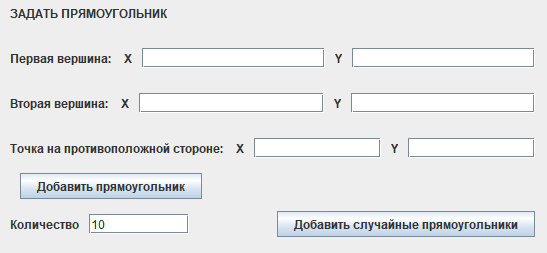 ЗАДАТЬ ПРЯМОУГОЛЬНИК
Первая вершина: X Y
Вторая вершина: X Y
Точка на противоположной стороне: X Y
Добавить прямоугольник
Количество 10 Добавить случайные прямоугольники